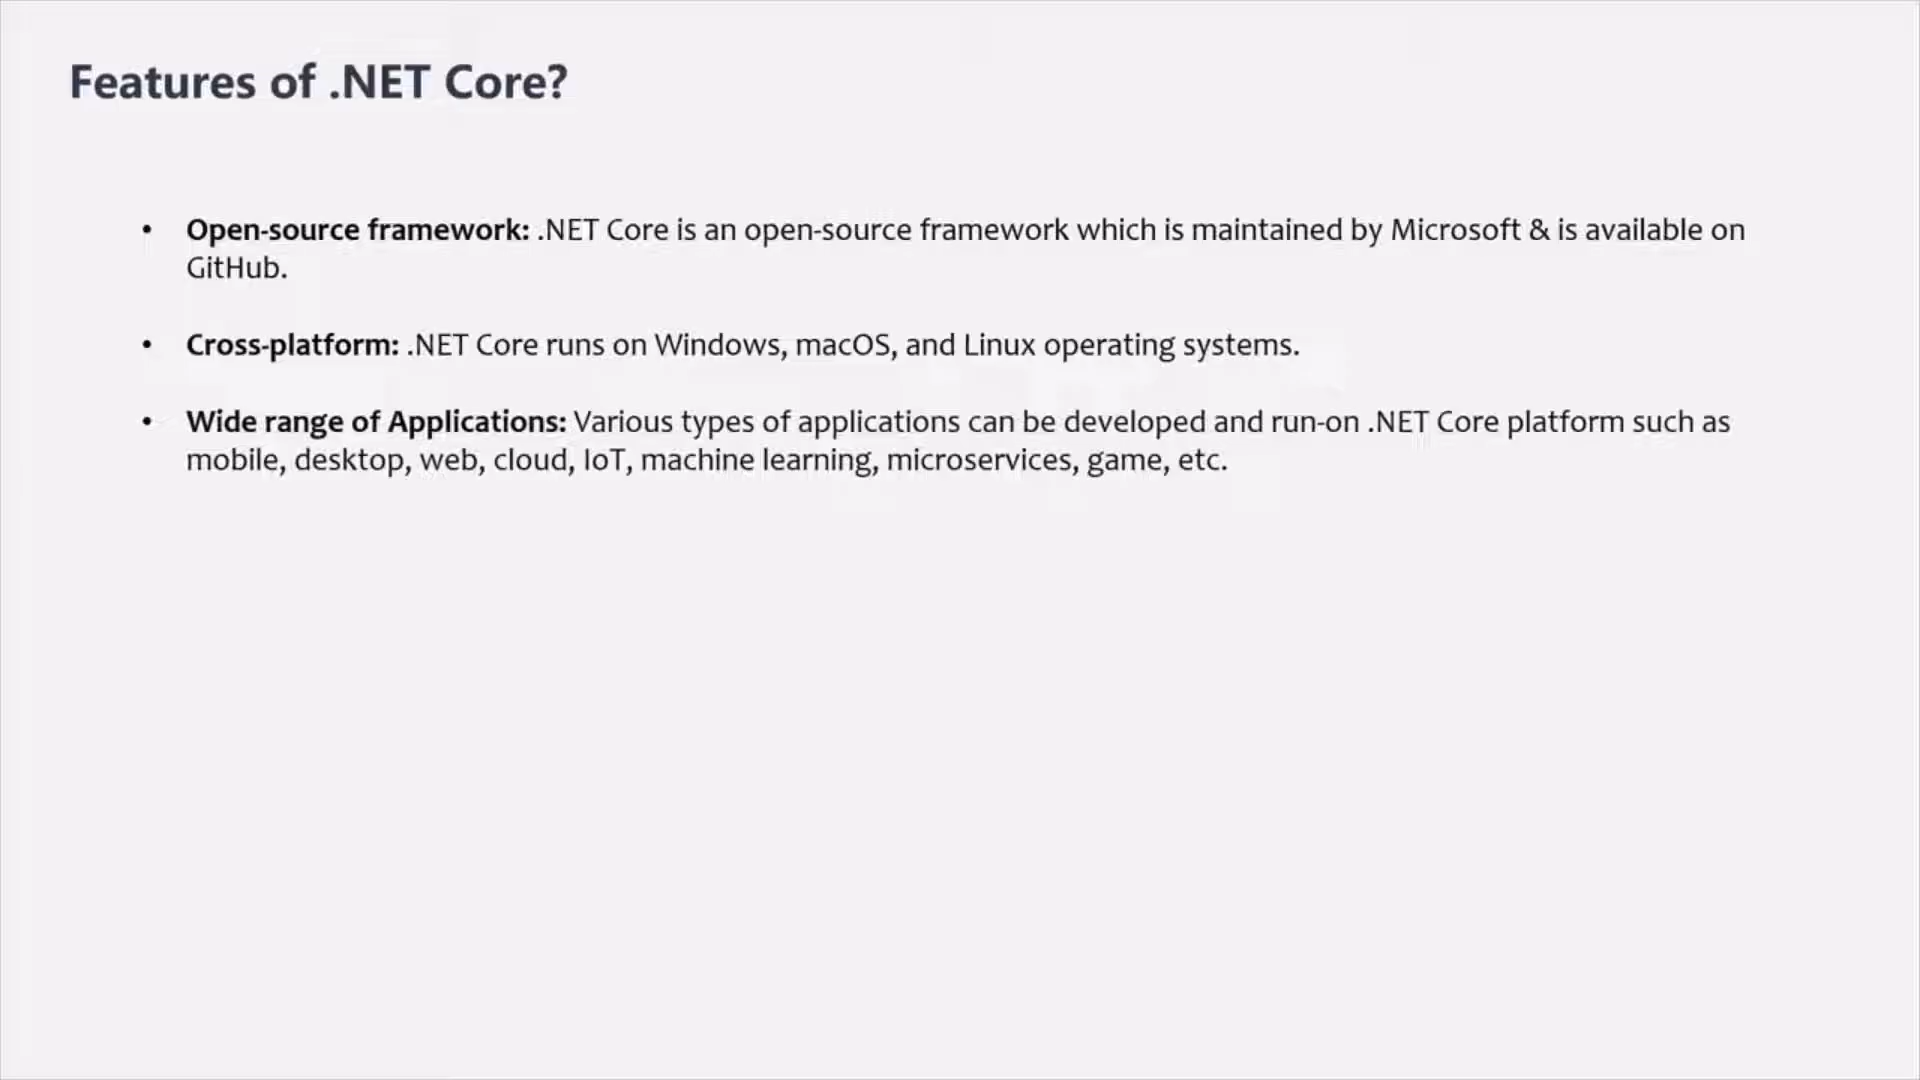 Features of .NET Core?
• Open-source framework: .NET Core is an open-source framework which is maintained by Microsoft & is available on
GitHub.
• Cross-platform: .NET Core runs on Windows, macOS, and Linux operating systems.
• Wide range of Applications: Various types of applications can be developed and run-on .NET Core platform such as
mobile, desktop, web, cloud, IoT, machine learning, microservices, game, etc.